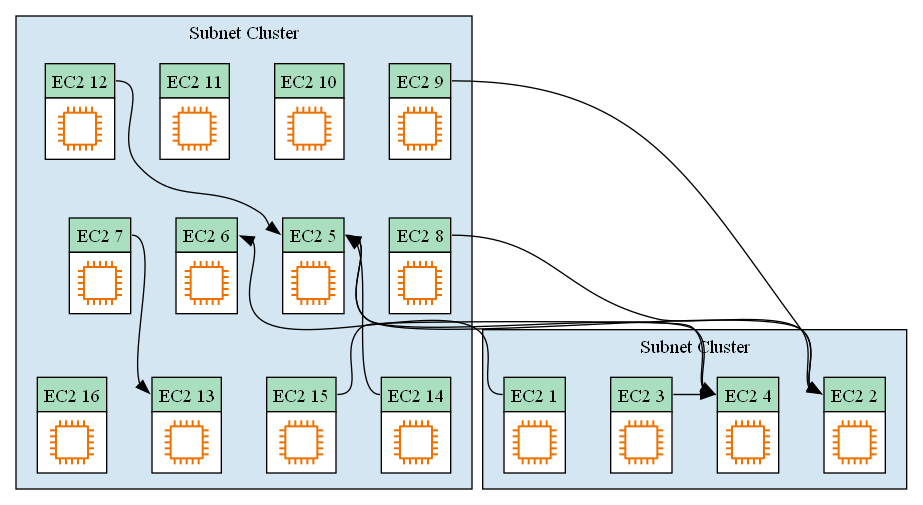 Subnet Cluster
EC2 12
EC2 11
EC2 10
EC2 9
EC2 7
EC2 6
EC2 5
EC2 8
EC2 16
EC2 13
EC2 15
EC2 14
Subnet Cluster
EC2 1
EC2 3
EC2 4
EC2 2